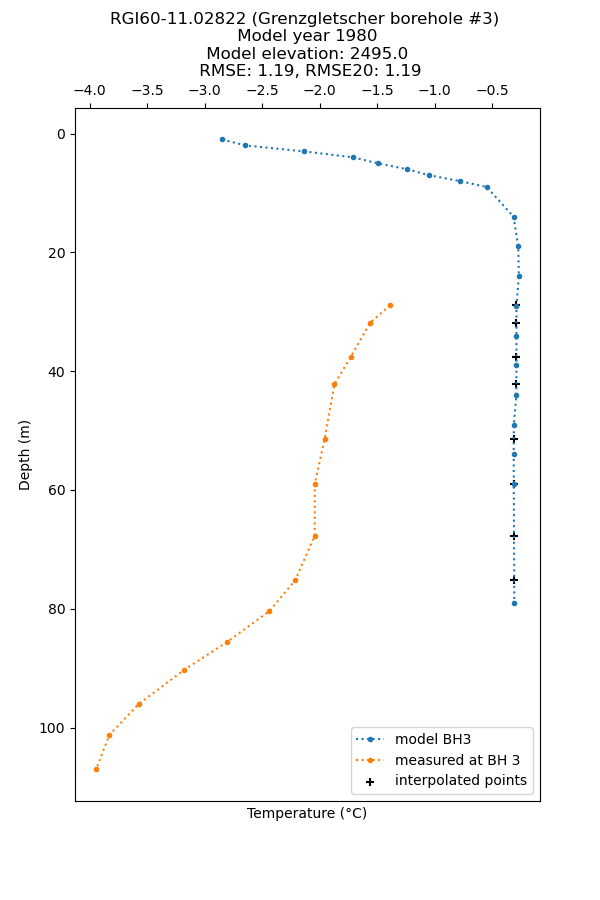 RGI60-11.02822 (Grenzgletscher borehole #3)
Model year 1980
Model elevation: 2495.0
RMSE: 1.19, RMSE20: 1.19
−4.0 −3.5 −3.0 −2.5 −2.0 −1.5 −1.0 −0.5
0
20
40
60
80
100
Depth (m)
model BH3
measured at BH 3
interpolated points
Temperature (°C)